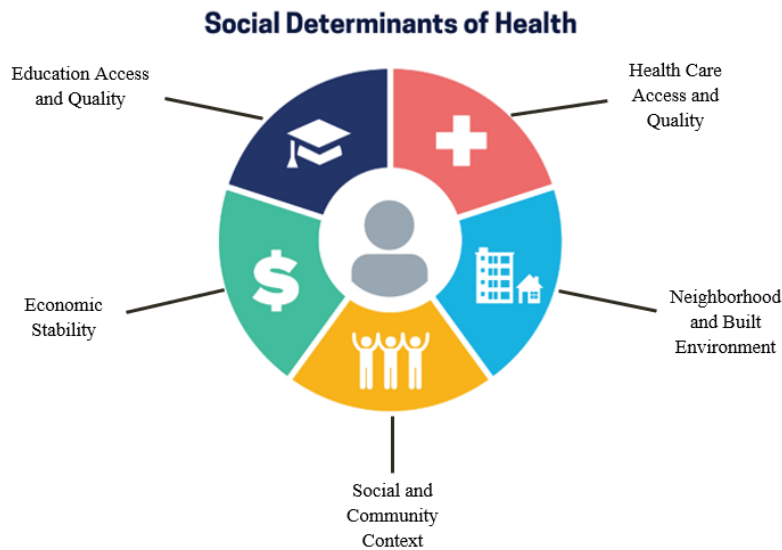 Social Determinants of Health
Education Access
and Quality
Health Care
Access and
Quality
Economic
Stability
Neighborhood
and Built
Environment
Social and
Community
Context